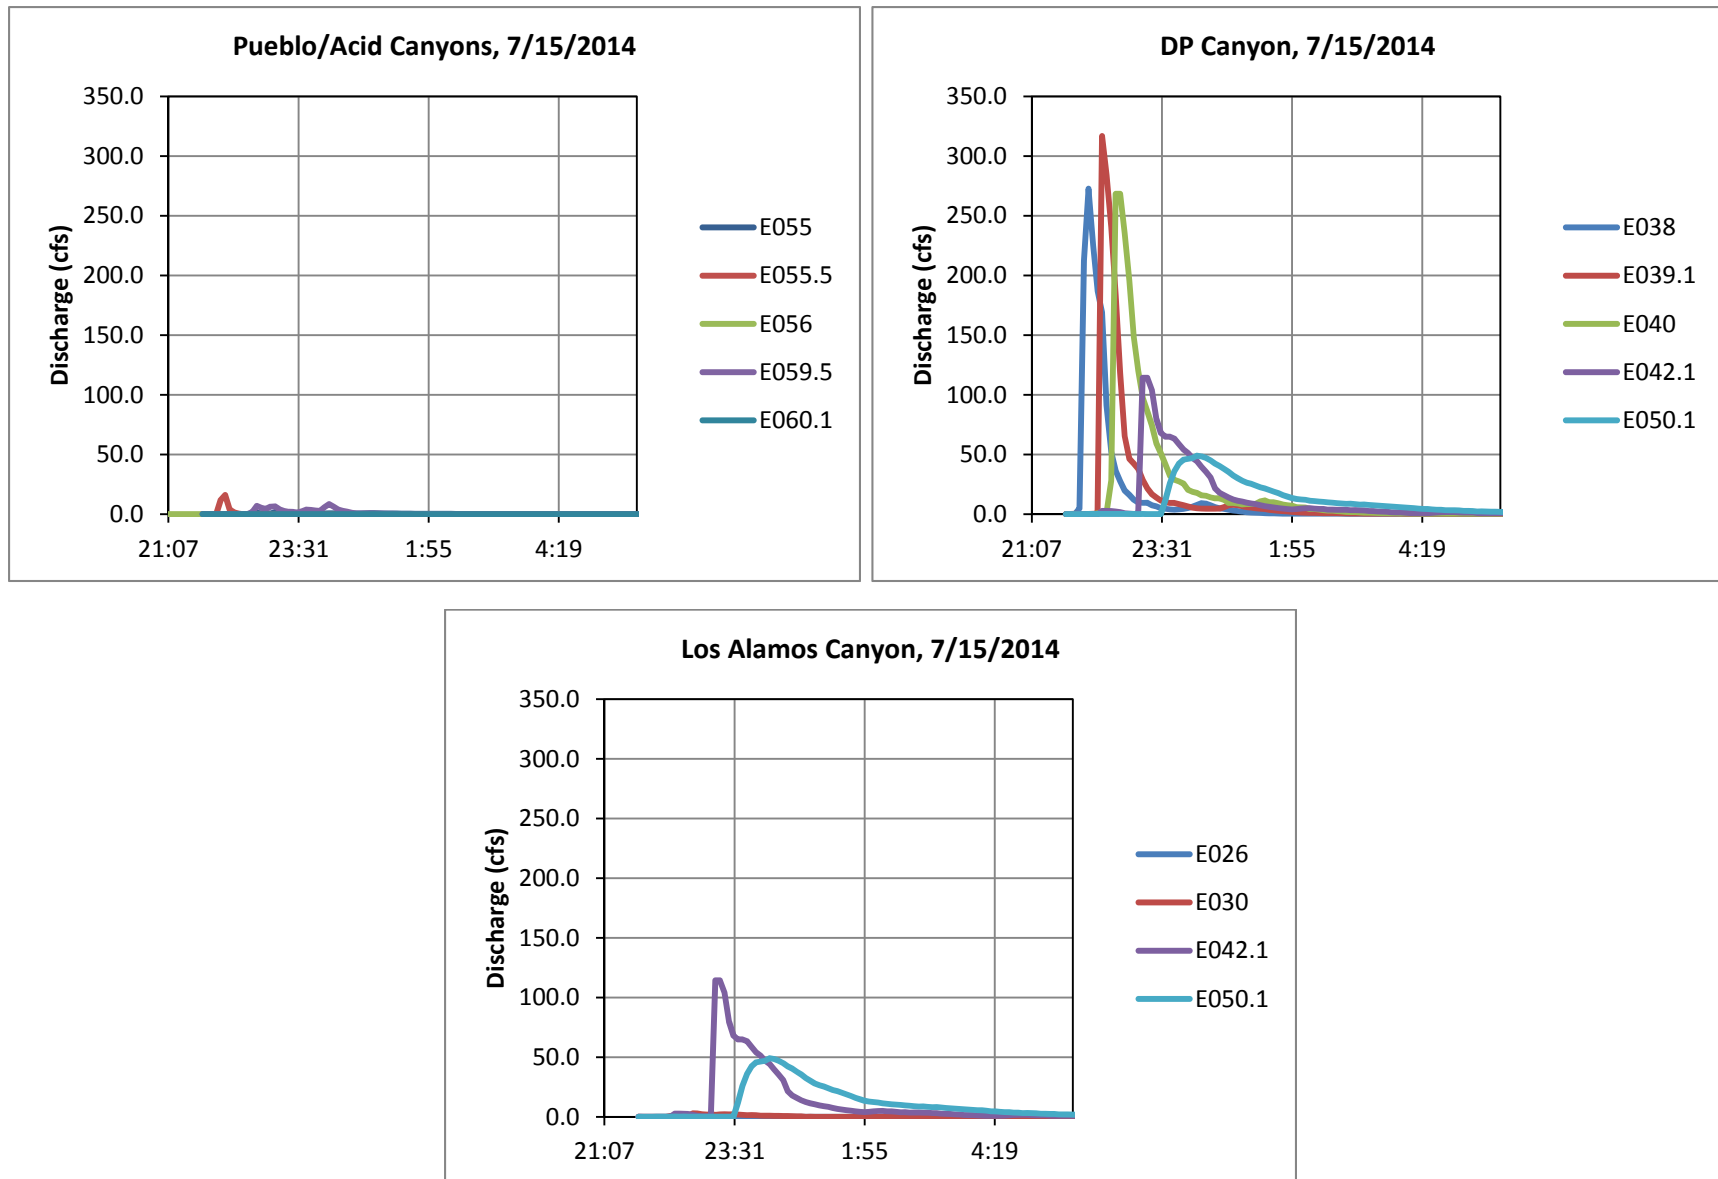 Pueblo/Acid Canyons, 7/15/2014
350.0
300.0
250.0
200.0
150.0
100.0
50.0
0.0
Discharge (cfs)
21:07
23:31
1:55
4:19
E055
E055.5
E056
E059.5
E060.1
DP Canyon, 7/15/2014
350.0
300.0
250.0
200.0
150.0
100.0
50.0
0.0
Discharge (cfs)
21:07
23:31
1:55
4:19
E038
E039.1
E040
E042.1
E050.1
Los Alamos Canyon, 7/15/2014
350.0
300.0
250.0
200.0
150.0
100.0
50.0
0.0
Discharge (cfs)
21:07
23:31
1:55
4:19
E026
E030
E042.1
E050.1